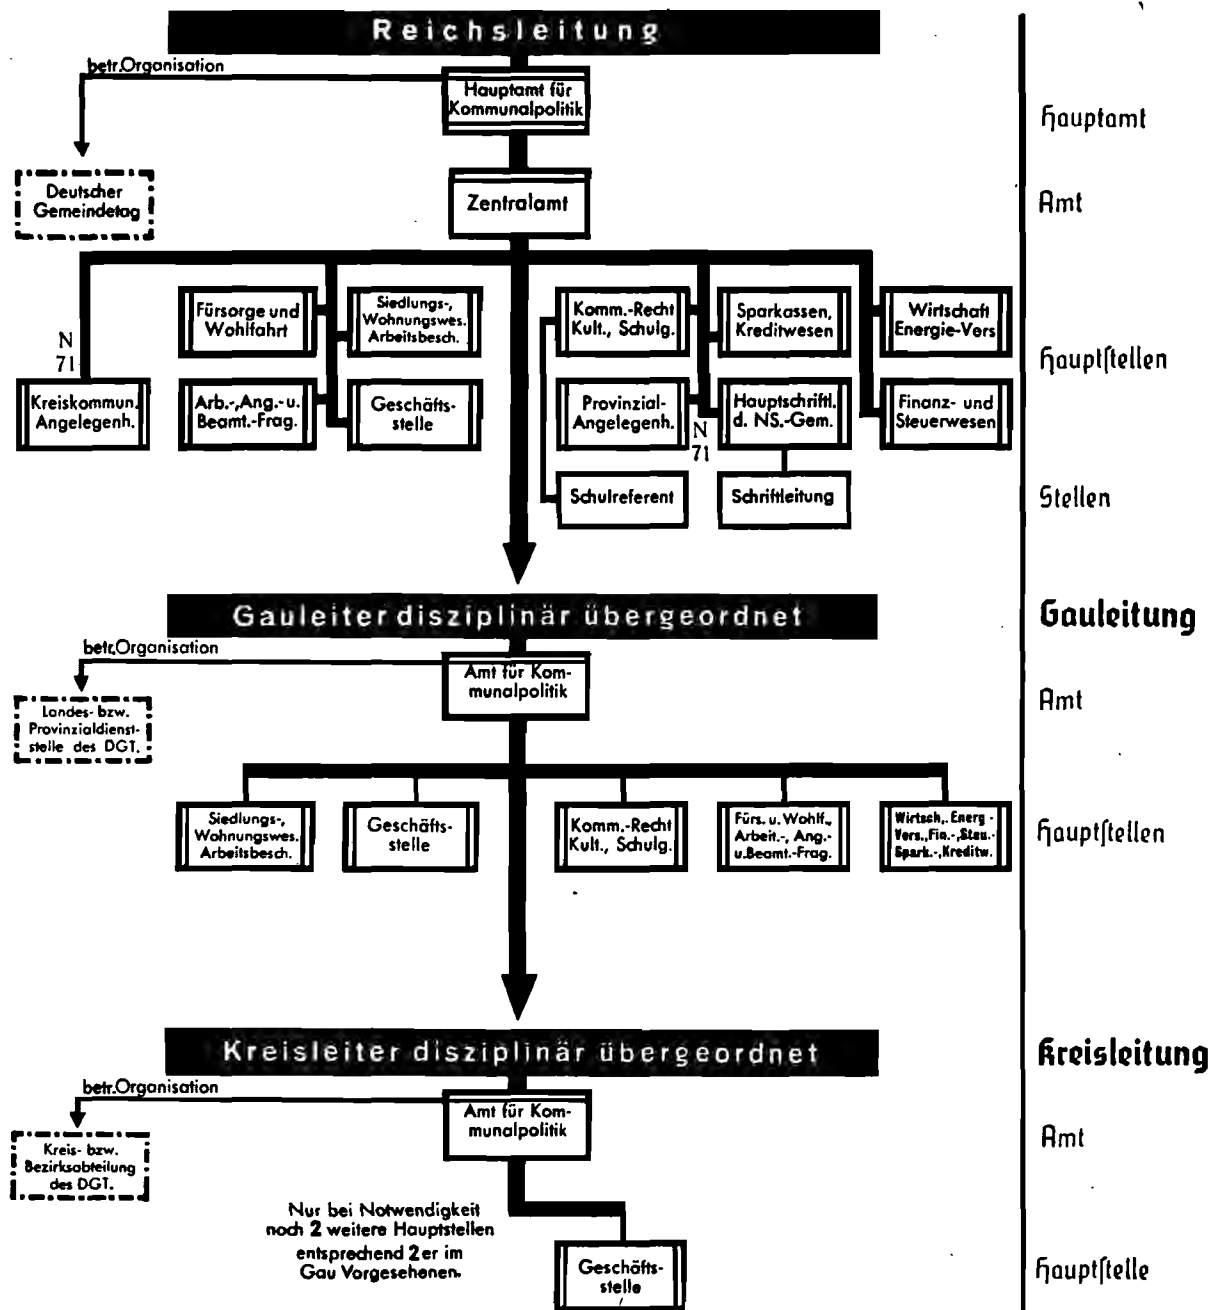 Reichsleitung
betr.Organisation
Hauptamt für
Kommunalpolitik
Hauptamt
Deutscher
Gemeindetag
Zentralamt
Amt
Fürsorge und
Wohlfahrt
Siedlungs-,
Wohnungswes.
Arbeitsbesch.
Komm.-Recht
Kult., Schulg.
Sparkassen,
Kreditwesen
Wirtschaft
Energie-Vers
N
71
Hauptſtellen
Kreiskommun.
Angelegenh.
Arb.-,Ang.-u.
Beamt.-Frag.
Geschäfts-
stelle
Provinzial-
Angelegenh.
N
71
Hauptschriftl.
d. NS.-Gem.
Finanz- und
Steuerwesen
Schulreferent
Schriftleitung
Stellen
Gauleiter disziplinär übergeordnet
Gauleitung
betr.Organisation
Amt für Kom-
munalpolitik
Amt
Landes- bzw.
Provinzialdienst-
stelle des DGT.
Siedlungs-,
Wohnungswes.
Arbeitsbesch.
Geschäfts-
stelle
Komm.-Recht
Kult., Schulg.
Fürs. u. Wohlf.,
Arbeit.-, Ang.-
u.Beamt.-Frag.
Wirtsch,. Energ-
Vers.,Fin.-,Steu.-
Spark.-,Kreditw.
Hauptſtellen
Kreisleiter disziplinär übergeordnet
Kreisleitung
betr.Organisation
Amt für Kom-
munalpolitik
Amt
Kreis- bzw.
Bezirksabteilung
des DGT.
Nur bei Notwendigkeit
noch 2 weitere Hauptstellen
entsprechend 2er im
Gau Vorgesehenen.
Geschäfts-
stelle
Hauptſtelle